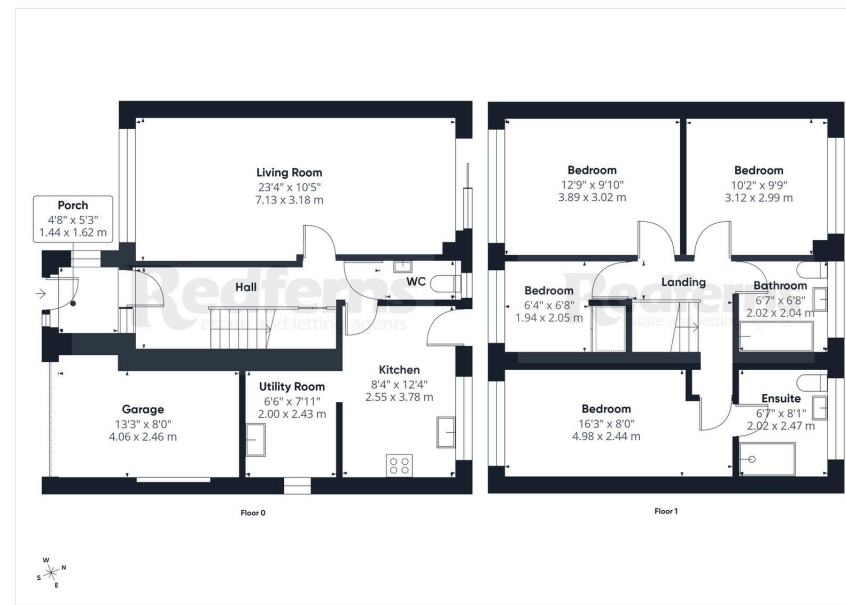 Redferns
estate and letting agents
Redferns
estate and letting agents
Living Room
23'4" x 10'5"
7.13 x 3.18 m
Porch
4'8" x 5'3"
1.44 x 1.62 m
Hall
WC
Kitchen
8'4" x 12'4"
2.55 x 3.78 m
Utility Room
6'6" x 7'11"
2.00 x 2.43 m
Garage
13'3" x 8'0"
4.06 x 2.46 m
Floor 0
Bedroom
12'9" x 9'10"
3.89 x 3.02 m
Bedroom
10'2" x 9'9"
3.12 x 2.99 m
Bedroom
6'4" x 6'8"
1.94 x 2.05 m
Landing
Bathroom
6'7" x 6'8"
2.02 x 2.04 m
Bedroom
16'3" x 8'0"
4.98 x 2.44 m
Ensuite
6'7" x 8'1"
2.02 x 2.47 m
Floor 1
W
N
S
E